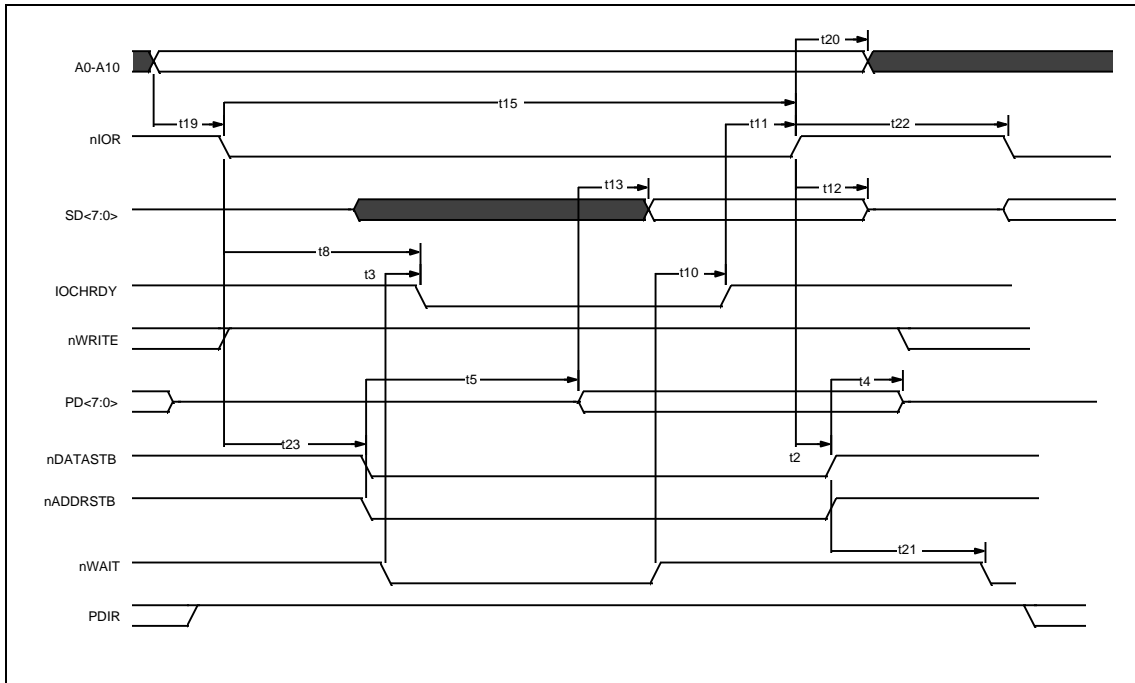 t20
A0-A10
t15
t19
t11
t22
nIOR
t13
t12
SD<7:0>
t8
t3
t10
IOCHRDY
nWRITE
t5
t4
PD<7:0>
t23
t2
nDATASTB
nADDRSTB
t21
nWAIT
PDIR